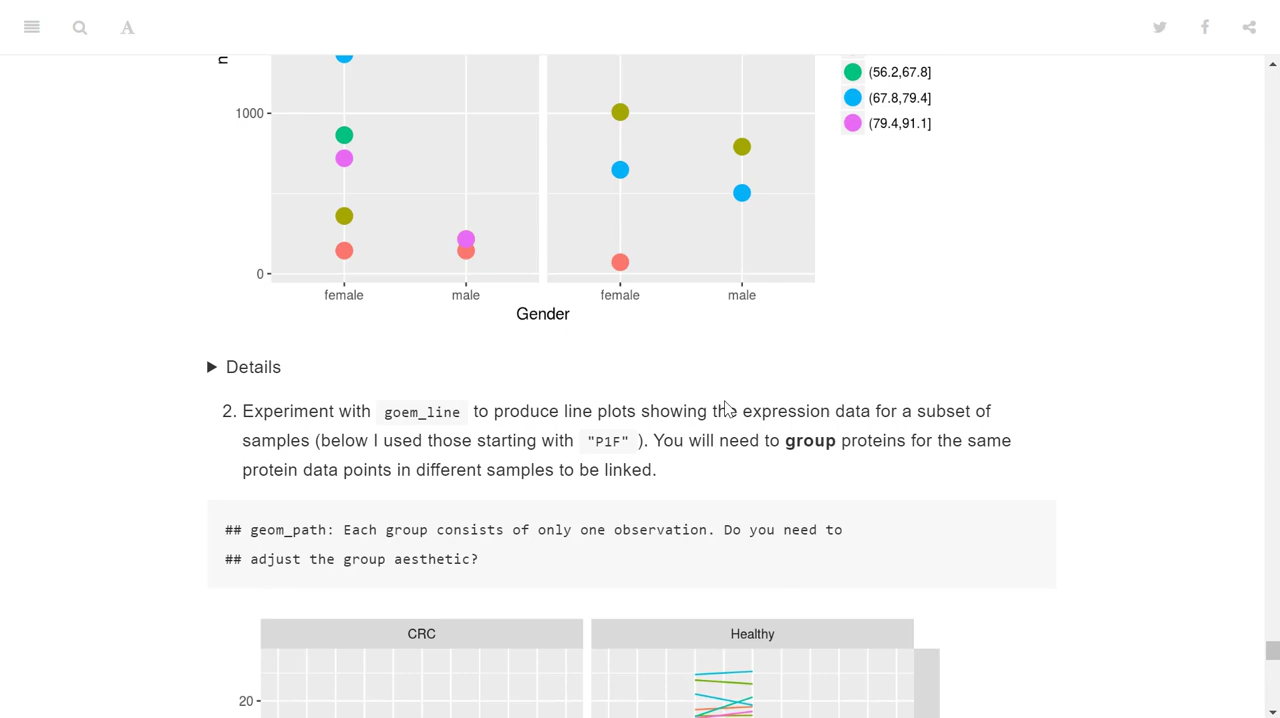 A
n
(56.2,67.8]
(67.8,79.4]
(79.4,91.1]
1000
0
female
male
female
male
Gender
Details
2. Experiment with goem_line to produce line plots showing the expression data for a subset of
samples (below I used those starting with "P1F" ). You will need to group proteins for the same
protein data points in different samples to be linked.
## geom_path: Each group consists of only one observation. Do you need to
## adjust the group aesthetic?
CRC
Healthy
20